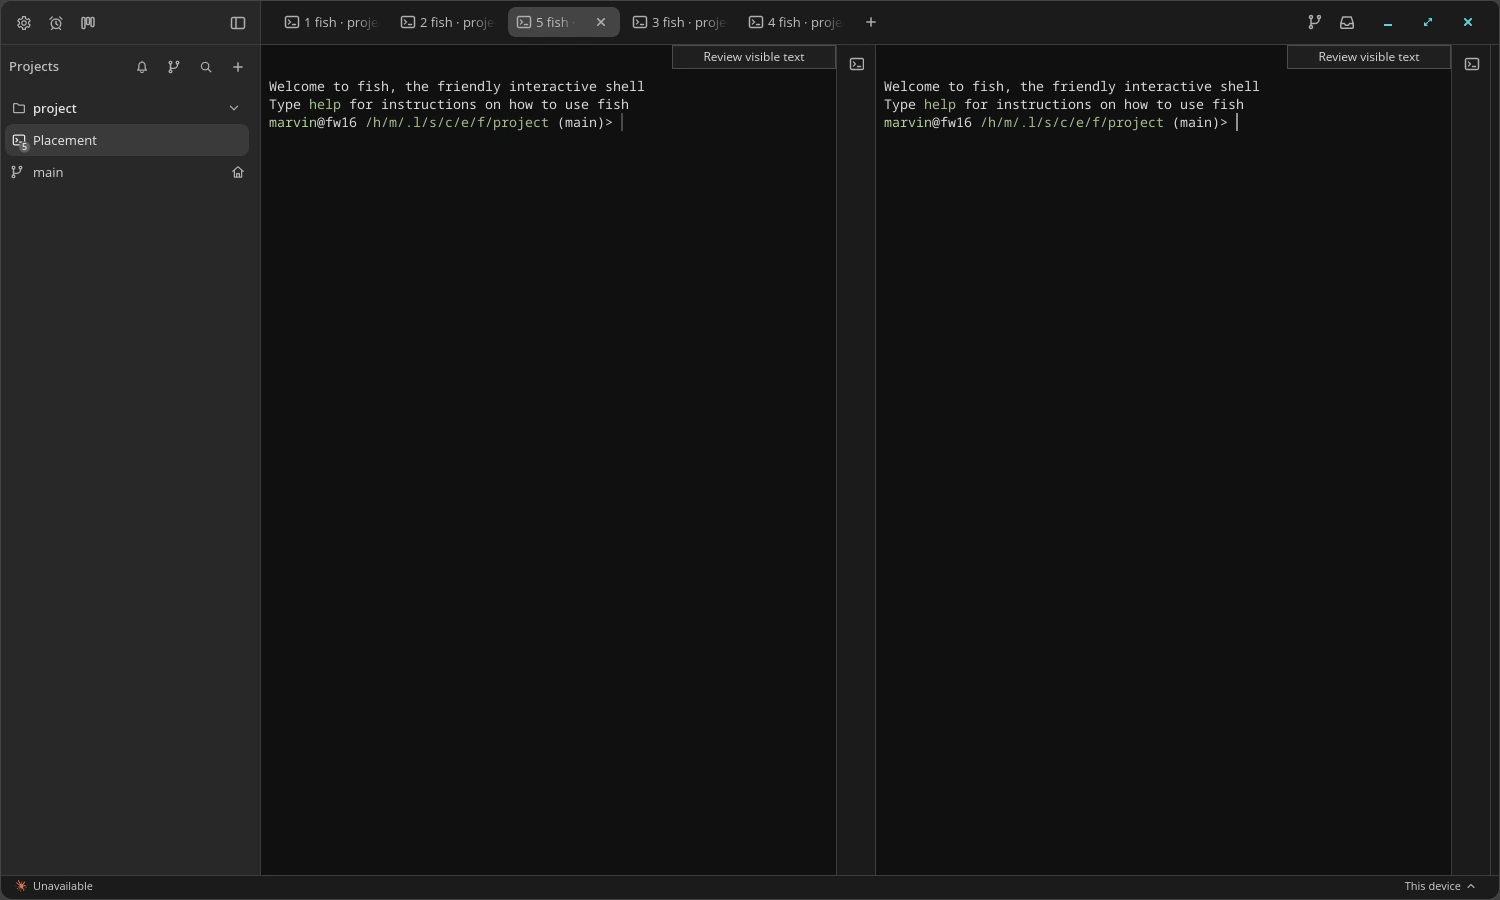 1 fish · proje
2 fish · proje
5 fish ·
3 fish · proje
4 fish · proje
Projects
project
Placement
5
main
Review visible text
Welcome to fish, the friendly interactive shell
Type help for instructions on how to use fish
marvin@fw16 /h/m/.l/s/c/e/f/project (main)>
Review visible text
Welcome to fish, the friendly interactive shell
Type help for instructions on how to use fish
marvin@fw16 /h/m/.l/s/c/e/f/project (main)>
Unavailable
This device